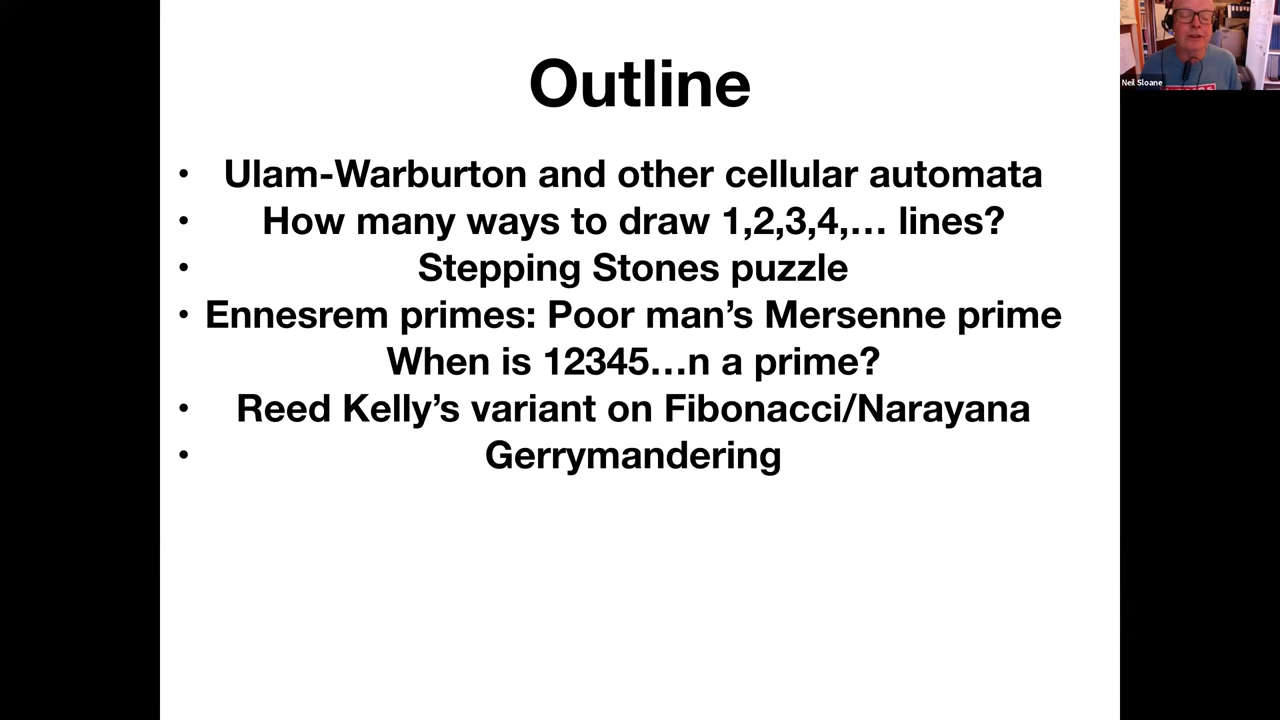 Outline
• Ulam-Warburton and other cellular automata
• How many ways to draw 1,2,3,4,… lines?
• Stepping Stones puzzle
• Ennesrem primes: Poor man’s Mersenne prime
When is 12345…n a prime?
• Reed Kelly’s variant on Fibonacci/Narayana
• Gerrymandering
Neil Sloane